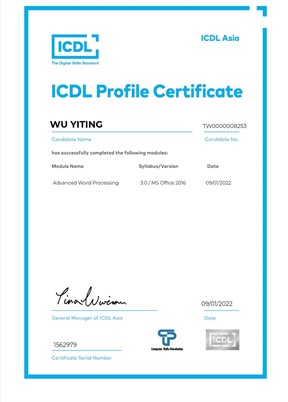 ICDL
The Digital Skills Standard
ICDL Asia
ICDL Profile Certificate
WU YITING
TW0000008253
Candidate Name
Candidate No.
has successfully completed the following modules:
Module Name Syllabus/Version Date
Advanced Word Processing 3.0 / MS Office 2016 09/01/2022
09/01/2022
General Manager of ICDL Asia
Date
1562979
Certificate Serial Number
Computer Skills Foundation
ICDL